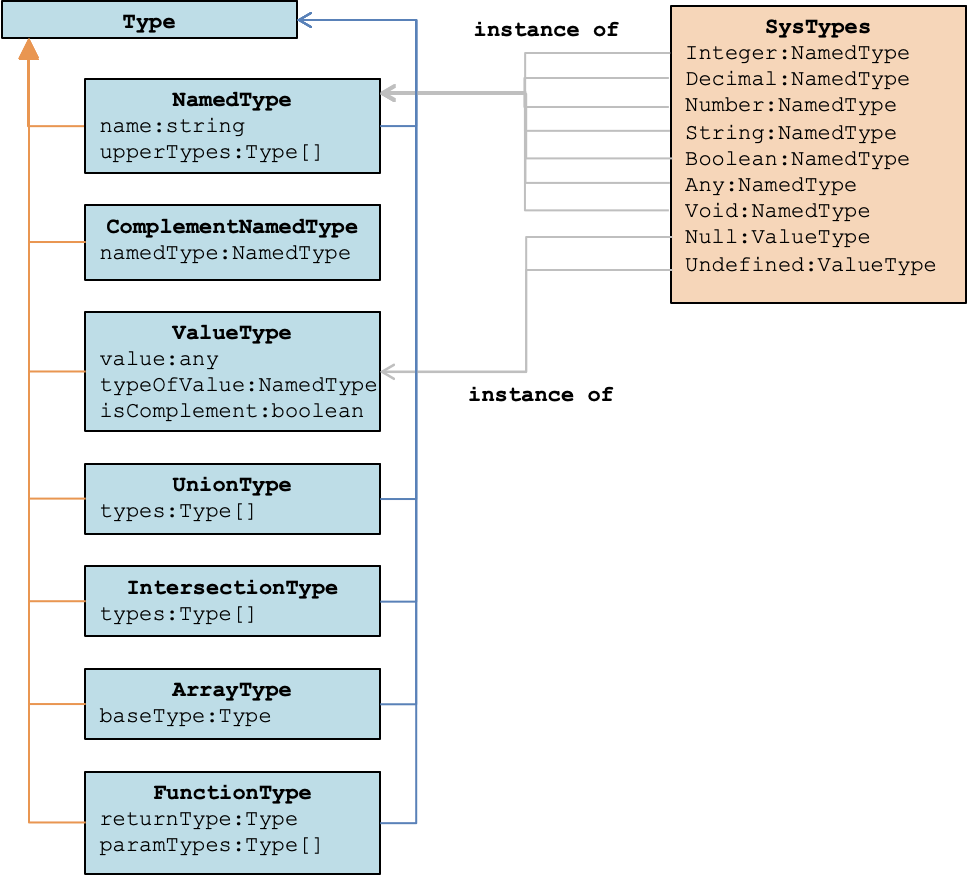 Type
NamedType
name:string
upperTypes:Type[]
ComplementNamedType
namedType:NamedType
ValueType
value:any
typeOfValue:NamedType
isComplement:boolean
UnionType
types:Type[]
IntersectionType
types:Type[]
ArrayType
baseType:Type
FunctionType
returnType:Type
paramTypes:Type[]
instance of
instance of
SysTypes
Integer:NamedType
Decimal:NamedType
Number:NamedType
String:NamedType
Boolean:NamedType
Any:NamedType
Void:NamedType
Null:ValueType
Undefined:ValueType